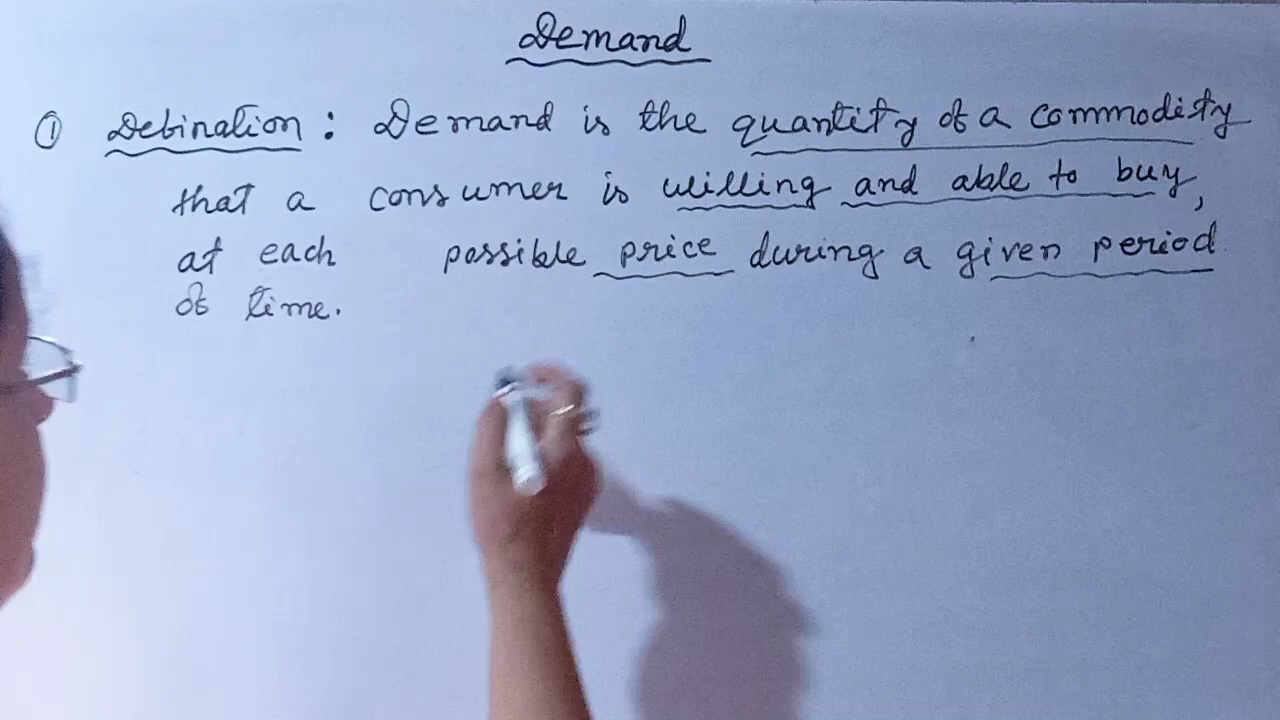 Demand
① Defination : Demand is the quantity of a commodity
that a consumer is willing and able to buy,
at each possible price during a given period
of time.